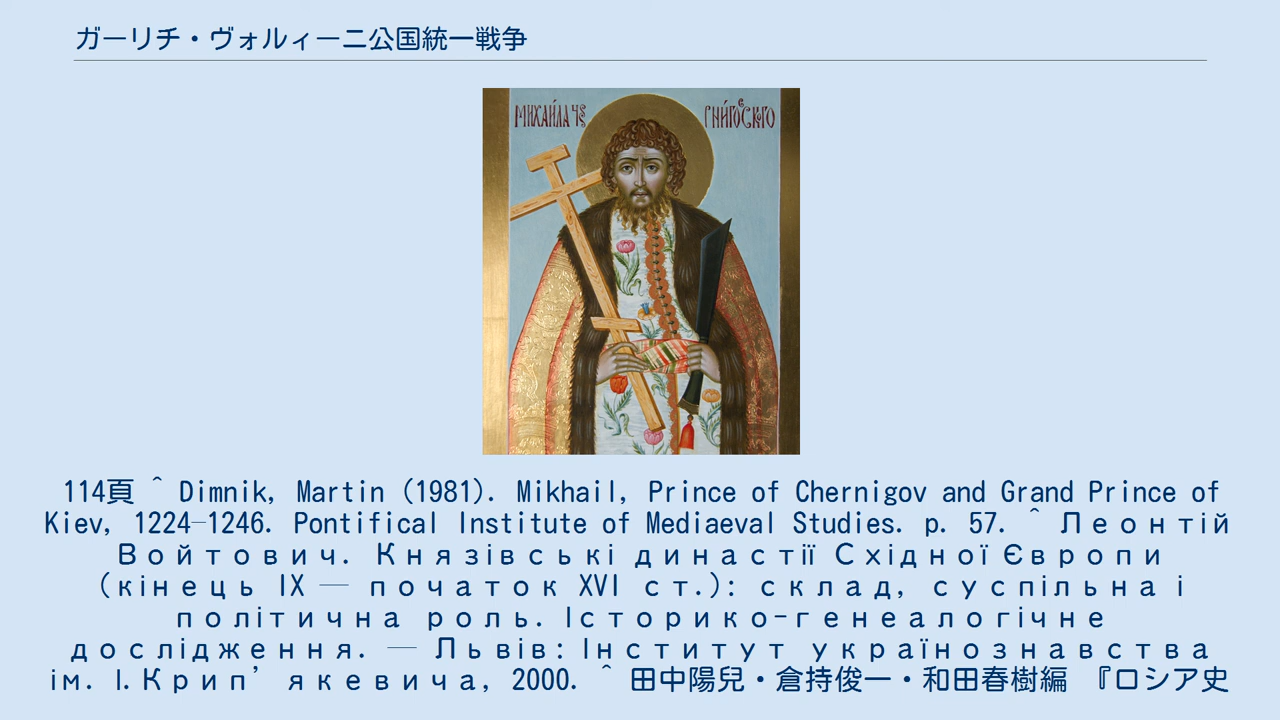 ガーリチ・ヴォルィーニ公国統一戦争
114頁 ^ Dimnik, Martin (1981). Mikhail, Prince of Chernigov and Grand Prince of
Kiev, 1224–1246. Pontifical Institute of Mediaeval Studies. p. 57. ^ Леонтій
Войтович. Князівські династії Східної Європи
(кінець IX — початок XVI ст.): склад, суспільна і
політична роль. Історико-генеалогічне
дослідження. — Львів: Інститут українознавства
ім. І.Крип’якевича, 2000. ^ 田中陽兒・倉持俊一・和田春樹編 『ロシア史